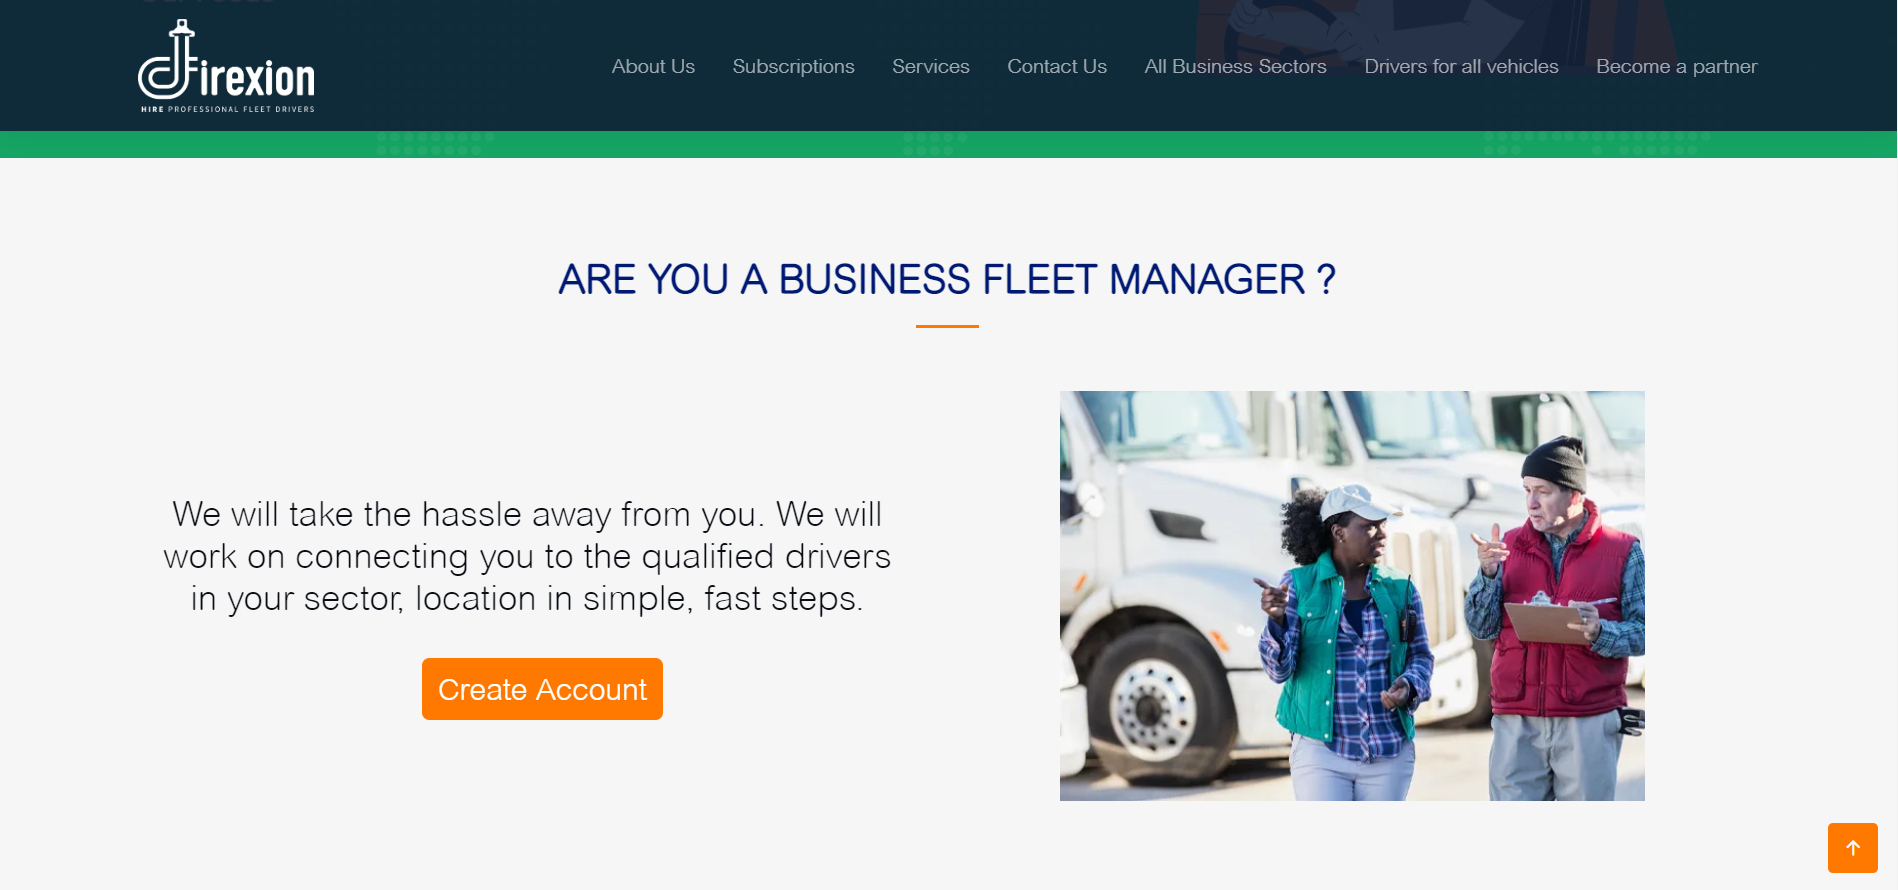 firexion
HIRE PROFESSIONAL FLEET DRIVERS
About Us Subscriptions Services Contact Us All Business Sectors Drivers for all vehicles Become a partner
ARE YOU A BUSINESS FLEET MANAGER ?
We will take the hassle away from you. We will
work on connecting you to the qualified drivers
in your sector, location in simple, fast steps.
Create Account